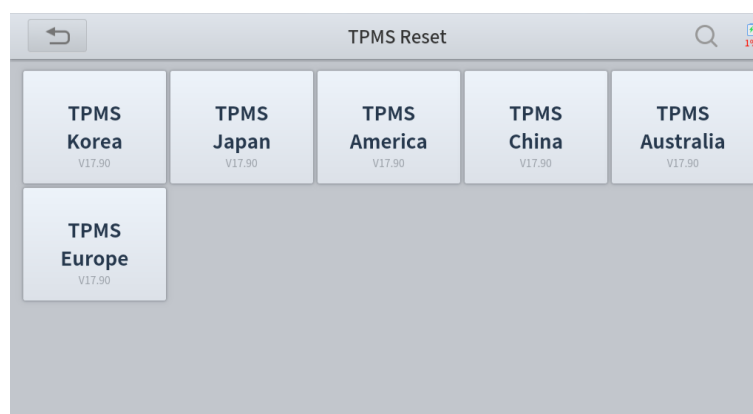 TPMS Reset
1%
TPMS
Korea
V17.90
TPMS
Japan
V17.90
TPMS
America
V17.90
TPMS
China
V17.90
TPMS
Australia
V17.90
TPMS
Europe
V17.90